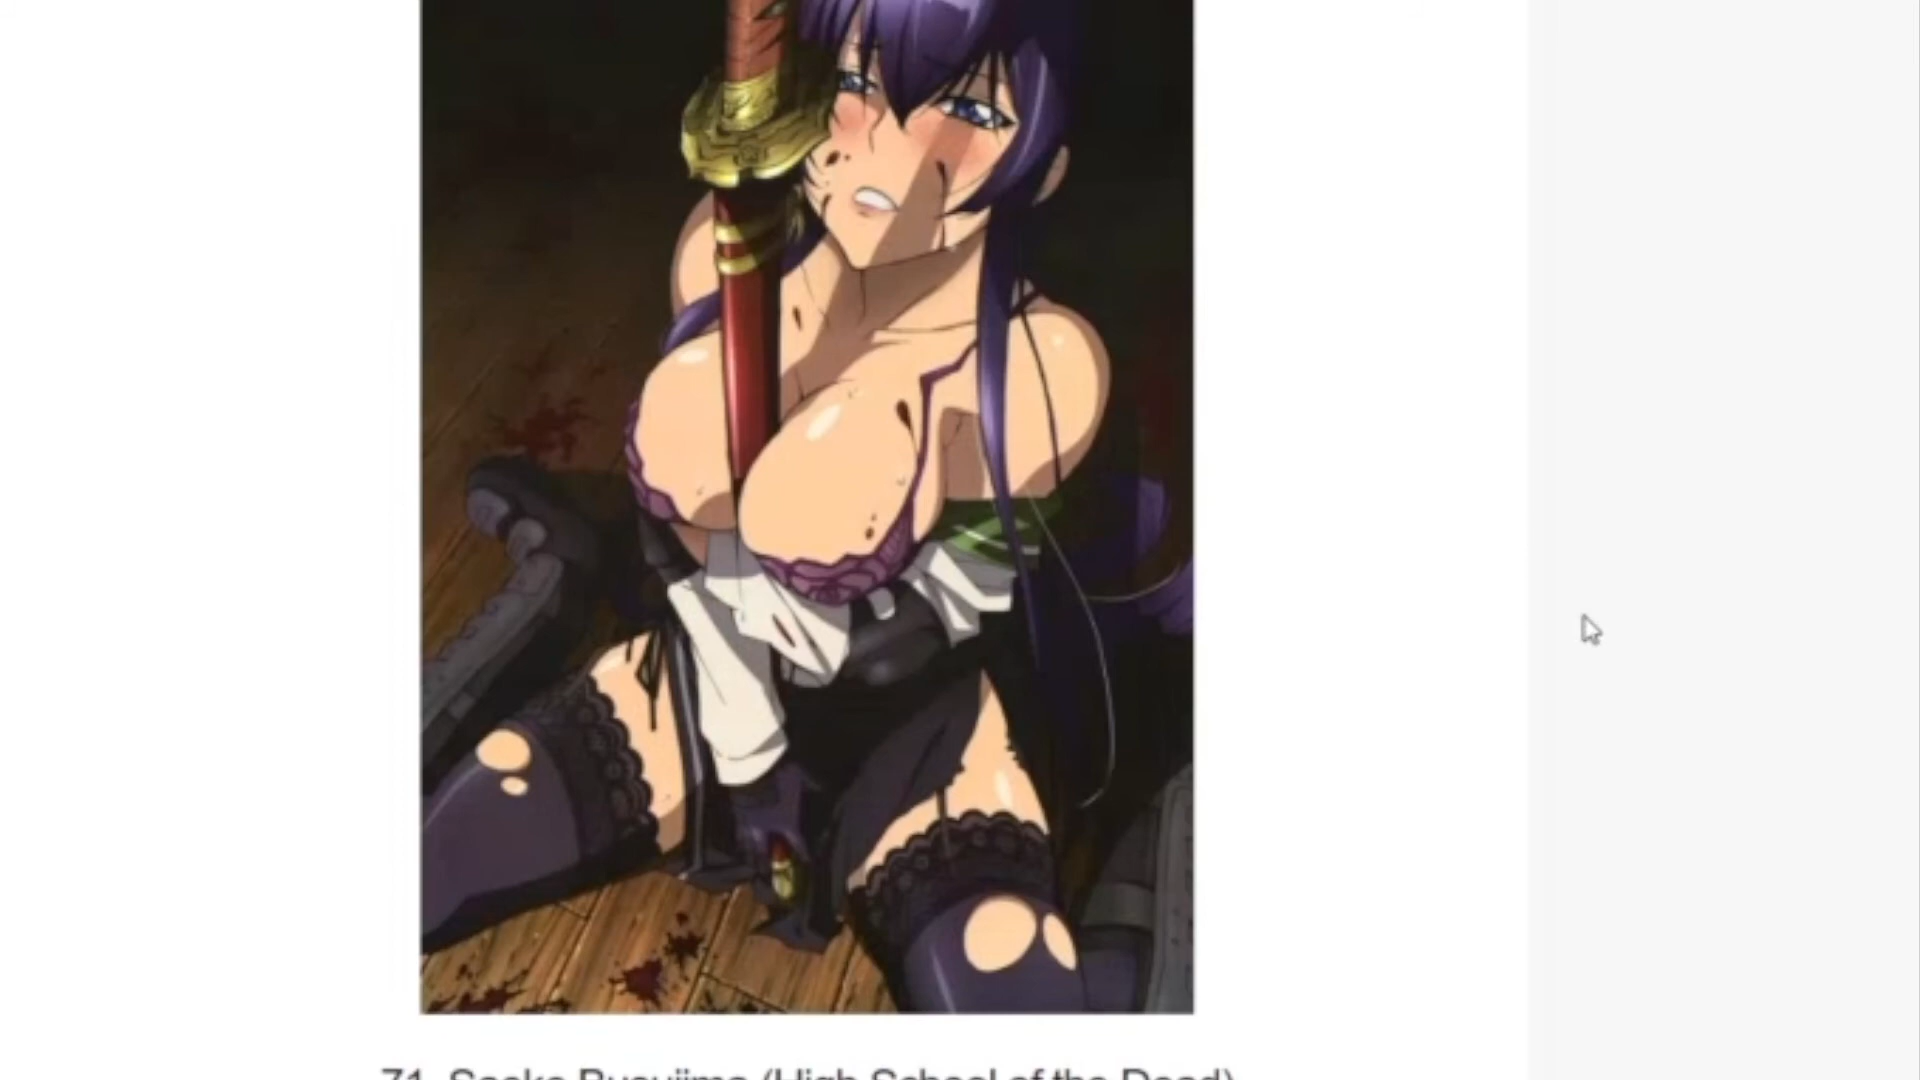 71. Saeko Busujima (High School of the Dead)